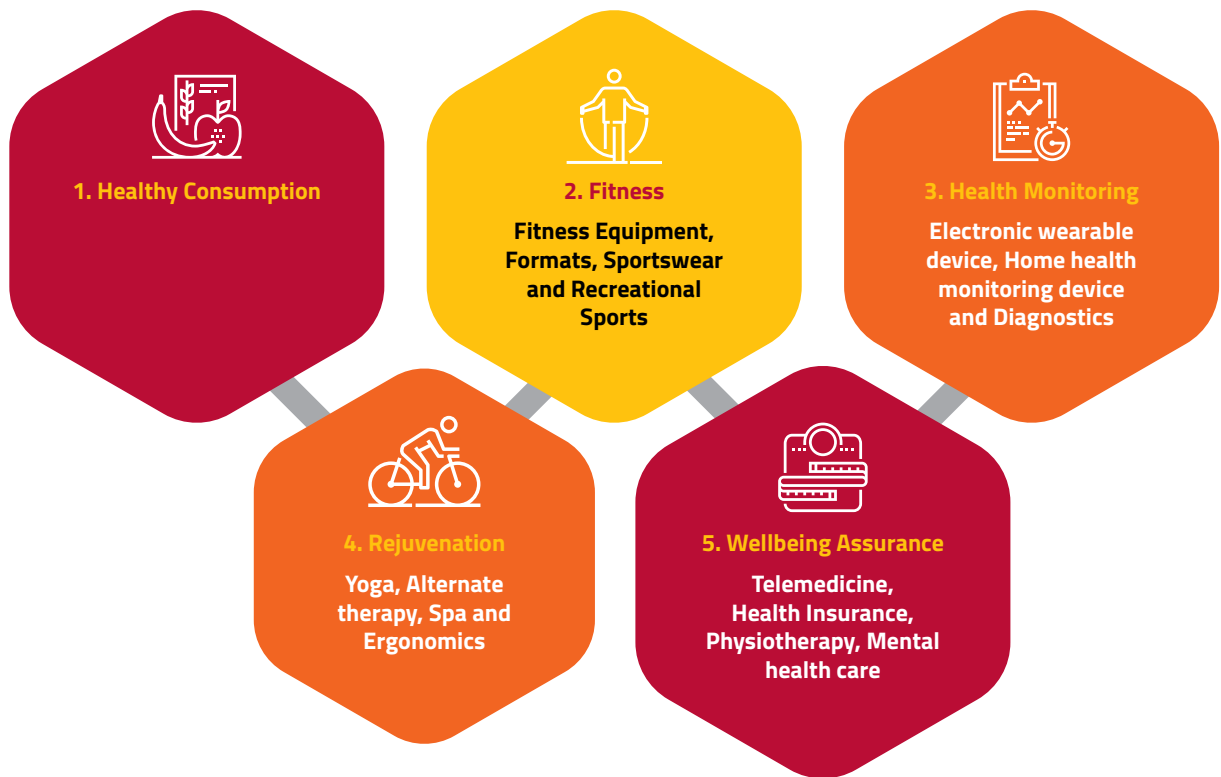 1. Healthy Consumption
2. Fitness
Fitness Equipment,
Formats, Sportswear
and Recreational
Sports
3. Health Monitoring
Electronic wearable
device, Home health
monitoring device
and Diagnostics
4. Rejuvenation
Yoga, Alternate
therapy, Spa and
Ergonomics
5. Wellbeing Assurance
Telemedicine,
Health Insurance,
Physiotherapy, Mental
health care